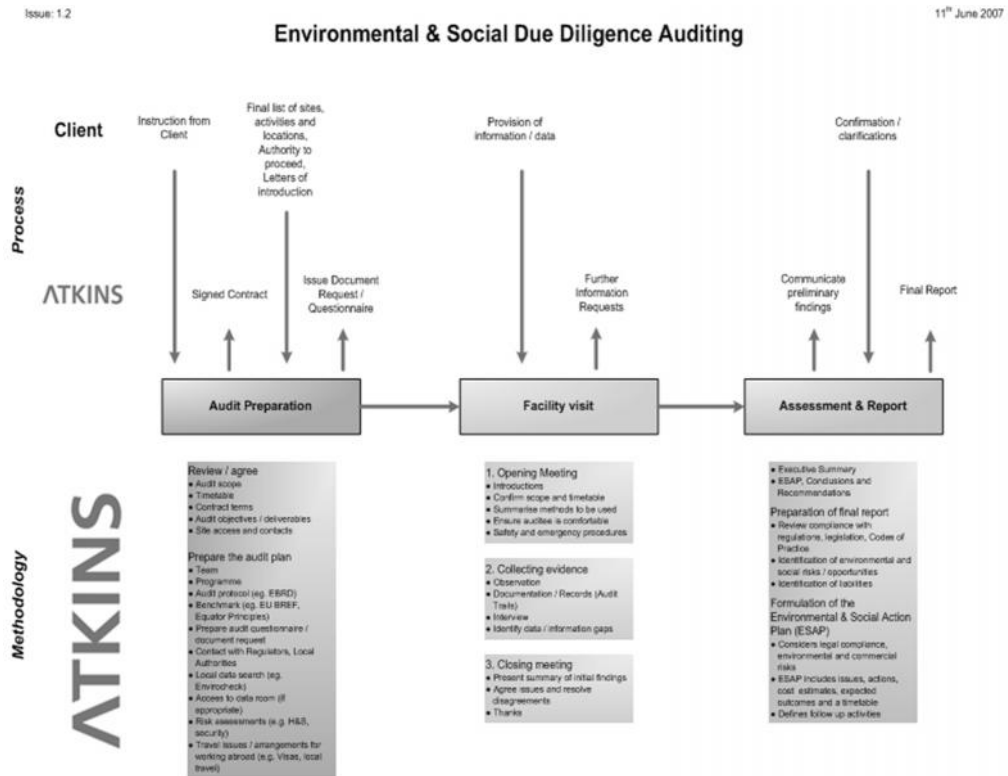 Issue: 1.2
11th June 2007
Environmental & Social Due Diligence Auditing
Client
Instruction from
Client
Final list of sites,
activities and
locations,
Authority to
proceed,
Letters of
introduction
Provision of
information / data
Confirmation /
clarifications
Process
ATKINS
Signed Contract
Issue Document
Request /
Questionnaire
Further
Information
Requests
Communicate
preliminary
findings
Final Report
Audit Preparation
Facility visit
Assessment & Report
Methodology
ATKINS
Review / agree
• Audit scope
• Timetable
• Contract terms
• Audit objectives / deliverables
• Site access and contacts
Prepare the audit plan
• Team
• Programme
• Audit protocol (eg. EBRD)
• Benchmark (eg. EU BREF,
Equator Principles)
• Prepare audit questionnaire /
document request
• Contact with Regulators, Local
Authorities
• Local data search (eg.
Envirocheck)
• Access to data room (if
appropriate)
• Risk assessments (e.g. H&S,
security)
• Travel issues / arrangements for
working abroad (e.g. Visas, local
travel)
1. Opening Meeting
• Introductions
• Confirm scope and timetable
• Summarise methods to be used
• Ensure auditee is comfortable
• Safety and emergency procedures
2. Collecting evidence
• Observation
• Documentation / Records (Audit
Trails)
• Interview
• Identify data / information gaps
3. Closing meeting
• Present summary of initial findings
• Agree issues and resolve
disagreements
• Thanks
• Executive Summary
• ESAP, Conclusions and
Recommendations
Preparation of final report
• Review compliance with
regulations, legislation, Codes of
Practice
• Identification of environmental and
social risks / opportunities
• Identification of liabilities
Formulation of the
Environmental & Social Action
Plan (ESAP)
• Considers legal compliance,
environmental and commercial
risks
• ESAP includes issues, actions,
cost estimates, expected
outcomes and a timetable
• Defines follow up activities